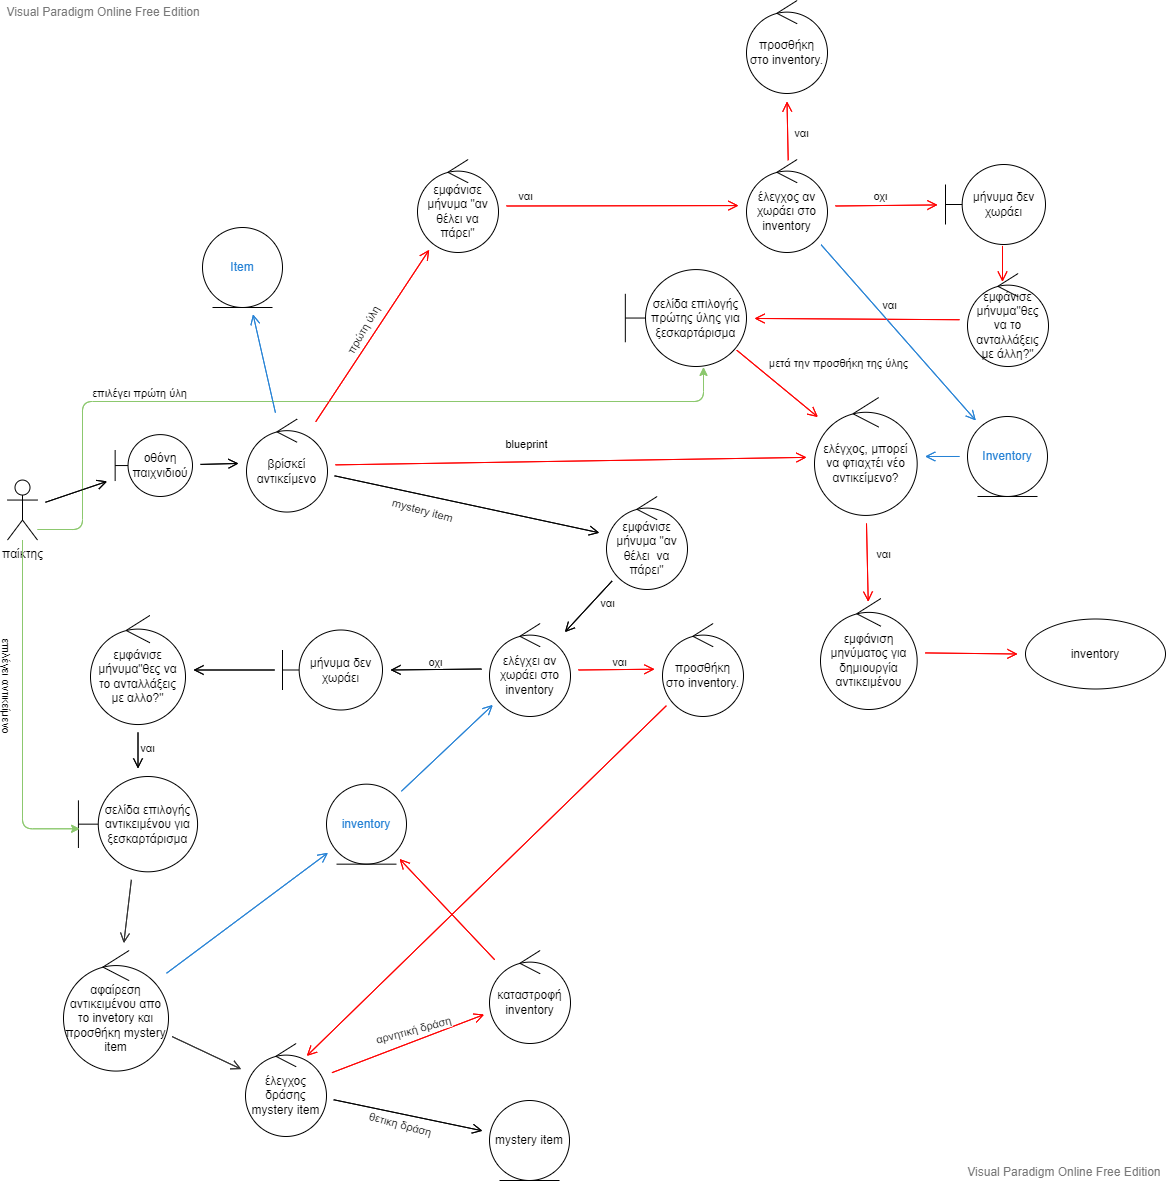 Visual Paradigm Online Free Edition
προσθήκη
στο inventory.
ναι
εμφάνισε
μήνυμα "αν
θέλει να
πάρει"
ναι
έλεγχος αν
χωράει στο
inventory
οχι
μήνυμα δεν
χωράει
Item
πρώτη ύλη
σελίδα επιλογής
πρώτης ύλης για
ξεσκαρτάρισμα
ναι
εμφάνισε
μήνυμα"θες
να το
ανταλλάξεις
με άλλη?"
μετά την προσθήκη της ύλης
επιλέγει πρώτη ύλη
οθόνη
παιχνιδιού
βρίσκεί
αντικείμενο
blueprint
ελέγχος, μπορεί
να φτιαχτέί νέο
αντικείμενο?
Inventory
mystery item
παίκτης
εμφάνισε
μήνυμα "αν
θέλει να
πάρει"
ναι
ναι
επιλέγει αντικείμενο
εμφάνισε
μήνυμα"θες να
το ανταλλάξεις
με αλλο?"
μήνυμα δεν
χωράει
οχι
ελέγχει αν
χωράει στο
inventory
ναι
προσθήκη
στο inventory.
εμφάνιση
μηνύματος για
δημιουργία
αντικειμένου
inventory
ναι
σελίδα επιλογής
αντικειμένου για
ξεσκαρτάρισμα
inventory
αφαίρεση
αντικειμένου απο
το invetory και
προσθήκη mystery
item
καταστροφή
inventory
αρνητική δράση
έλεγχος
δράσης
mystery item
θετικη δράση
mystery item
Visual Paradigm Online Free Edition